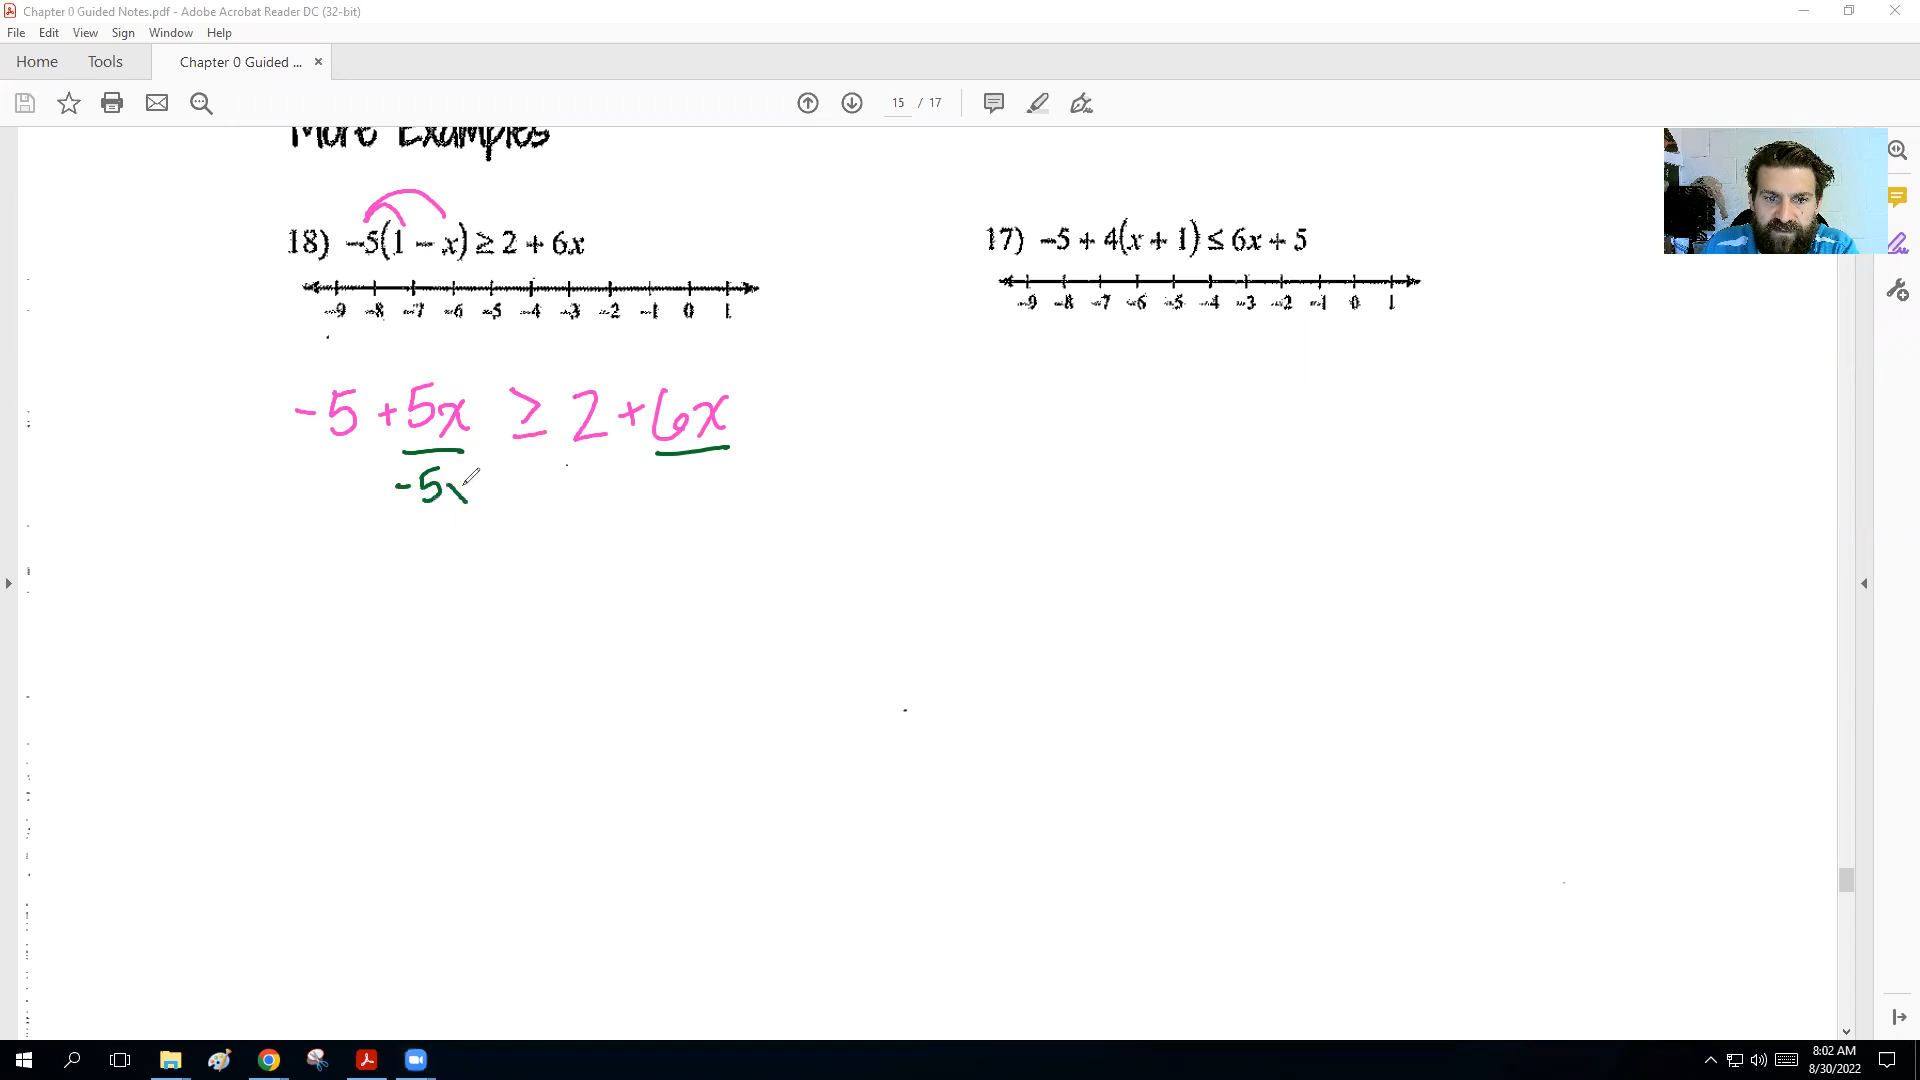 Chapter 0 Guided Notes.pdf - Adobe Acrobat Reader DC (32-bit)
File Edit View Sign Window Help
Home Tools Chapter 0 Guided ... ×
15 / 17
More Examples
18) -5(1 - x) ≥ 2 + 6x
-9 -8 -7 -6 -5 -4 -3 -2 -1 0 1
17) -5 + 4(x + 1) ≤ 6x + 5
-9 -8 -7 -6 -5 -4 -3 -2 -1 0 1
-5 + 5x ≥ 2 + 6x
-5x
8:02 AM
8/30/2022